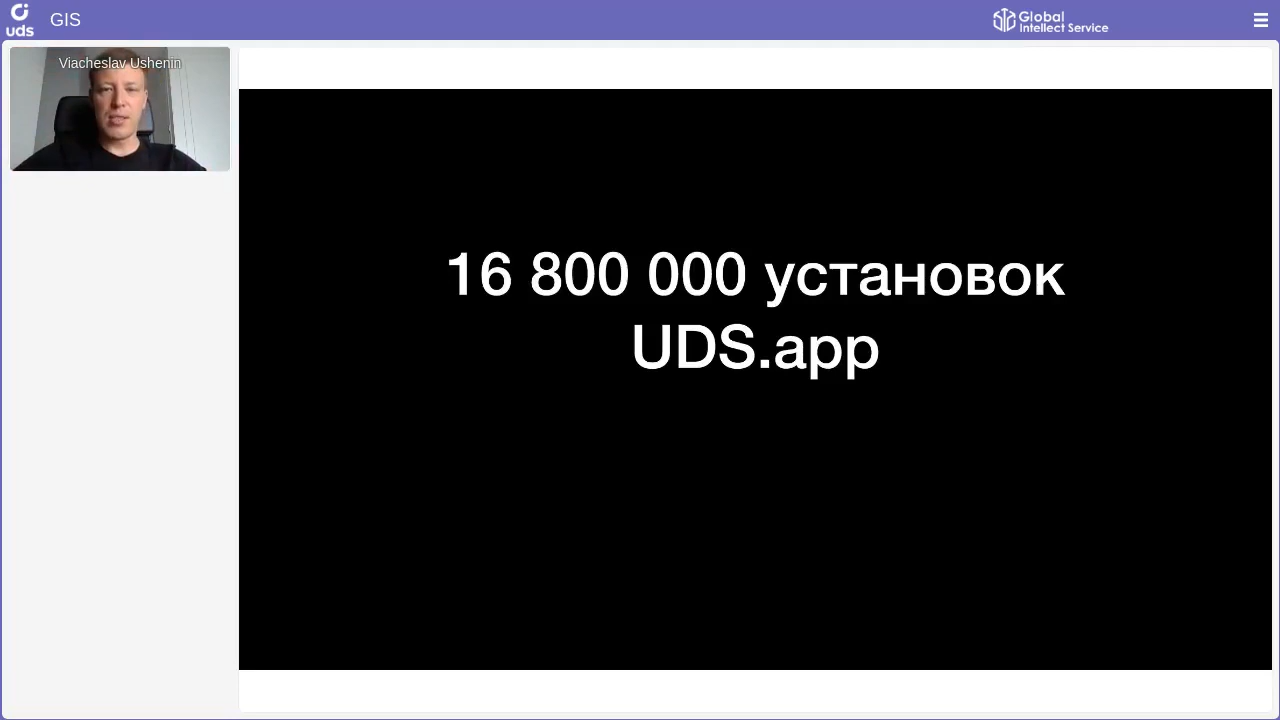 uds
GIS
Global
Intellect Service
Viacheslav Ushenin
16 800 000 установок
UDS.app